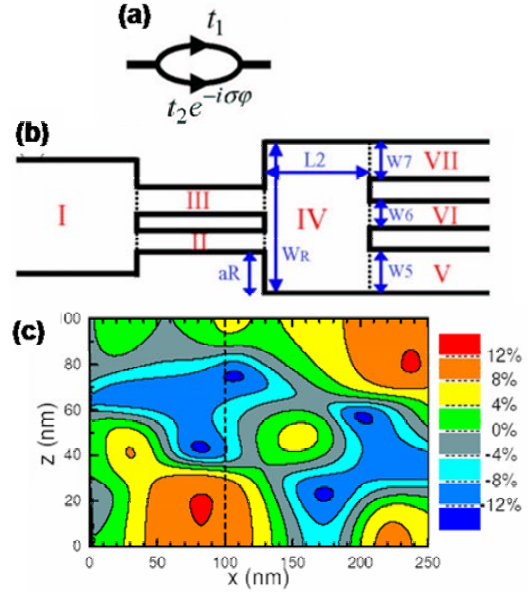 (a)
t₁
t₂e^{-iσφ}
(b)
I
III
II
aR
W_R
L2
IV
W7
VII
W6
VI
W5
V
(c)
100
80
60
40
20
0
z (nm)
0 50 100 150 200 250
x (nm)
12%
8%
4%
0%
-4%
-8%
-12%